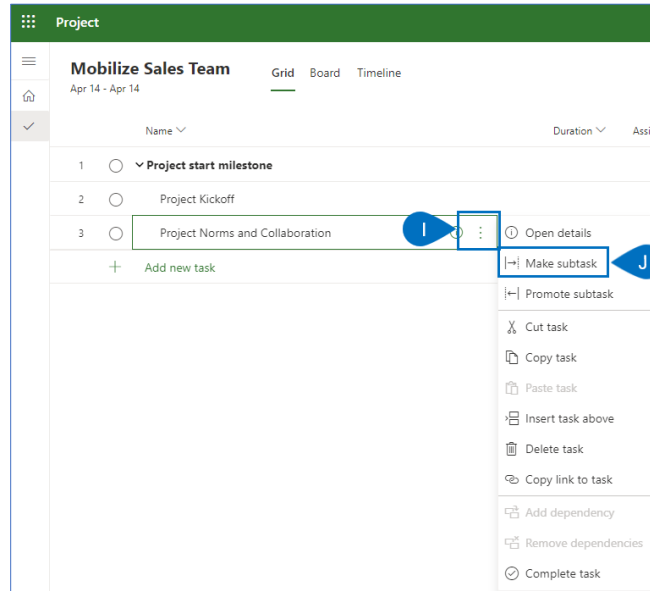 Project
Mobilize Sales Team
Grid Board Timeline
Apr 14 - Apr 14
Name Duration
1 Project start milestone
2 Project Kickoff
3 Project Norms and Collaboration
I
Add new task
Open details
Make subtask
J
Promote subtask
Cut task
Copy task
Paste task
Insert task above
Delete task
Copy link to task
Add dependency
Remove dependencies
Complete task